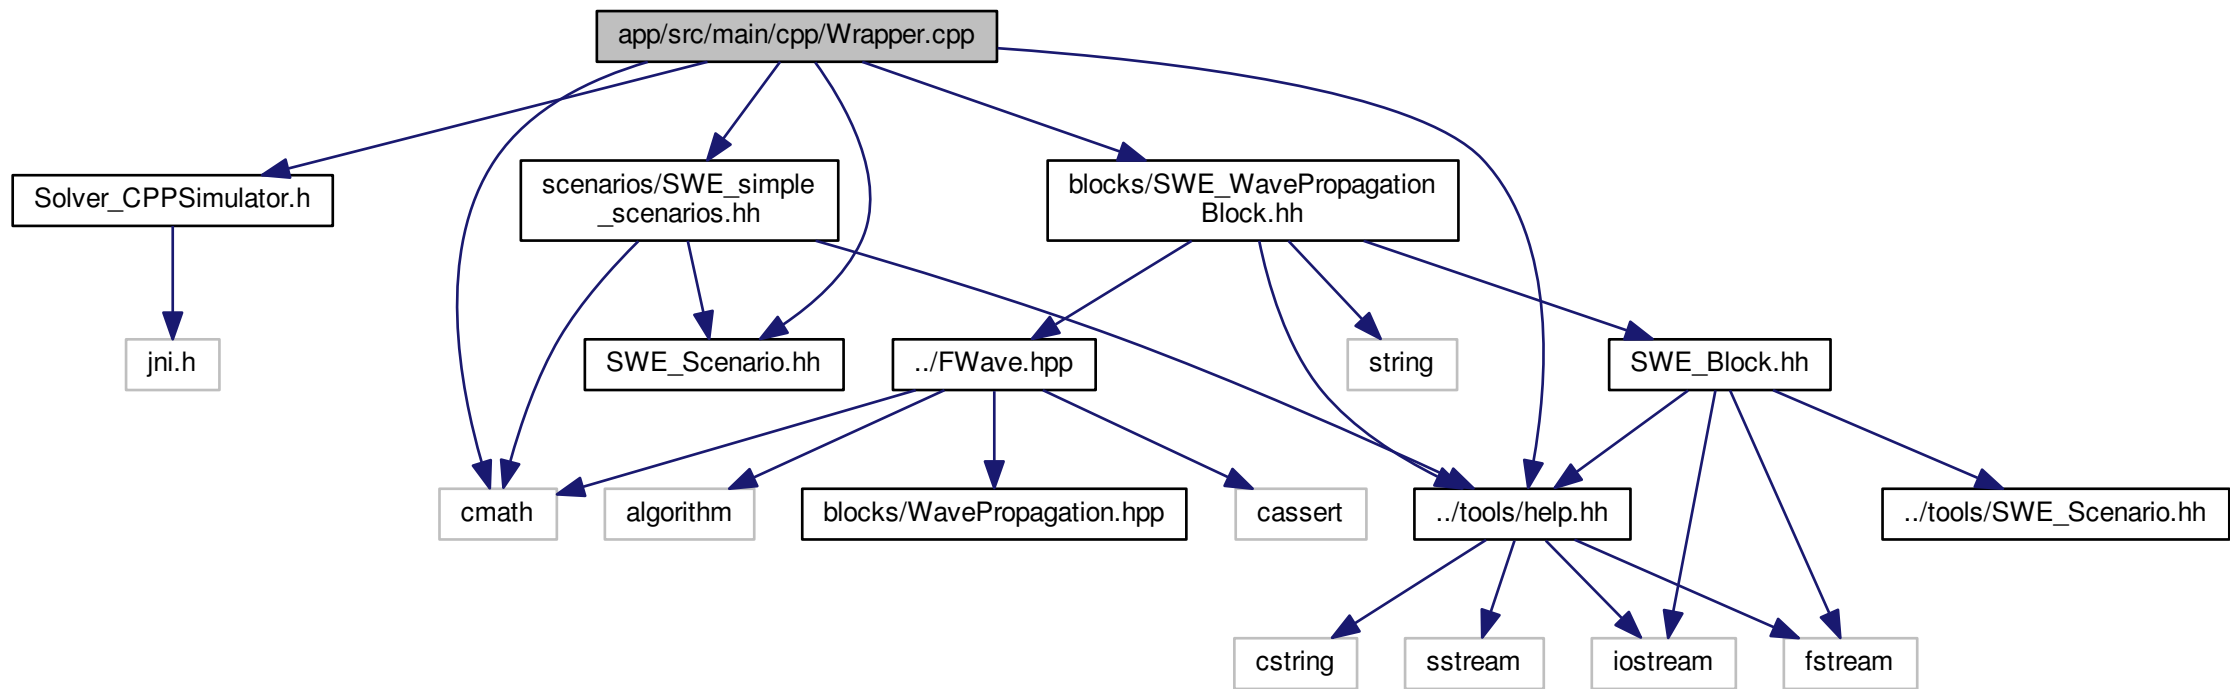 app/src/main/cpp/Wrapper.cpp
Solver_CPPSimulator.h
scenarios/SWE_simple
_scenarios.hh
blocks/SWE_WavePropagation
Block.hh
jni.h
SWE_Scenario.hh
../FWave.hpp
string
SWE_Block.hh
cmath
algorithm
blocks/WavePropagation.hpp
cassert
../tools/help.hh
../tools/SWE_Scenario.hh
cstring
sstream
iostream
fstream